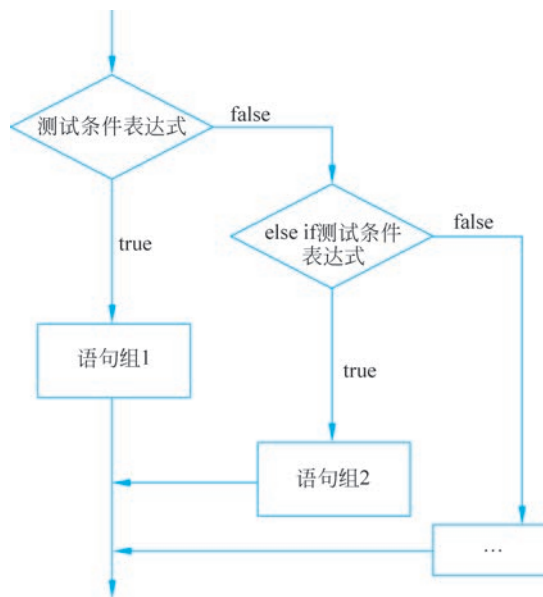 测试条件表达式
false
true
else if测试条件
表达式
false
语句组1
true
语句组2
…